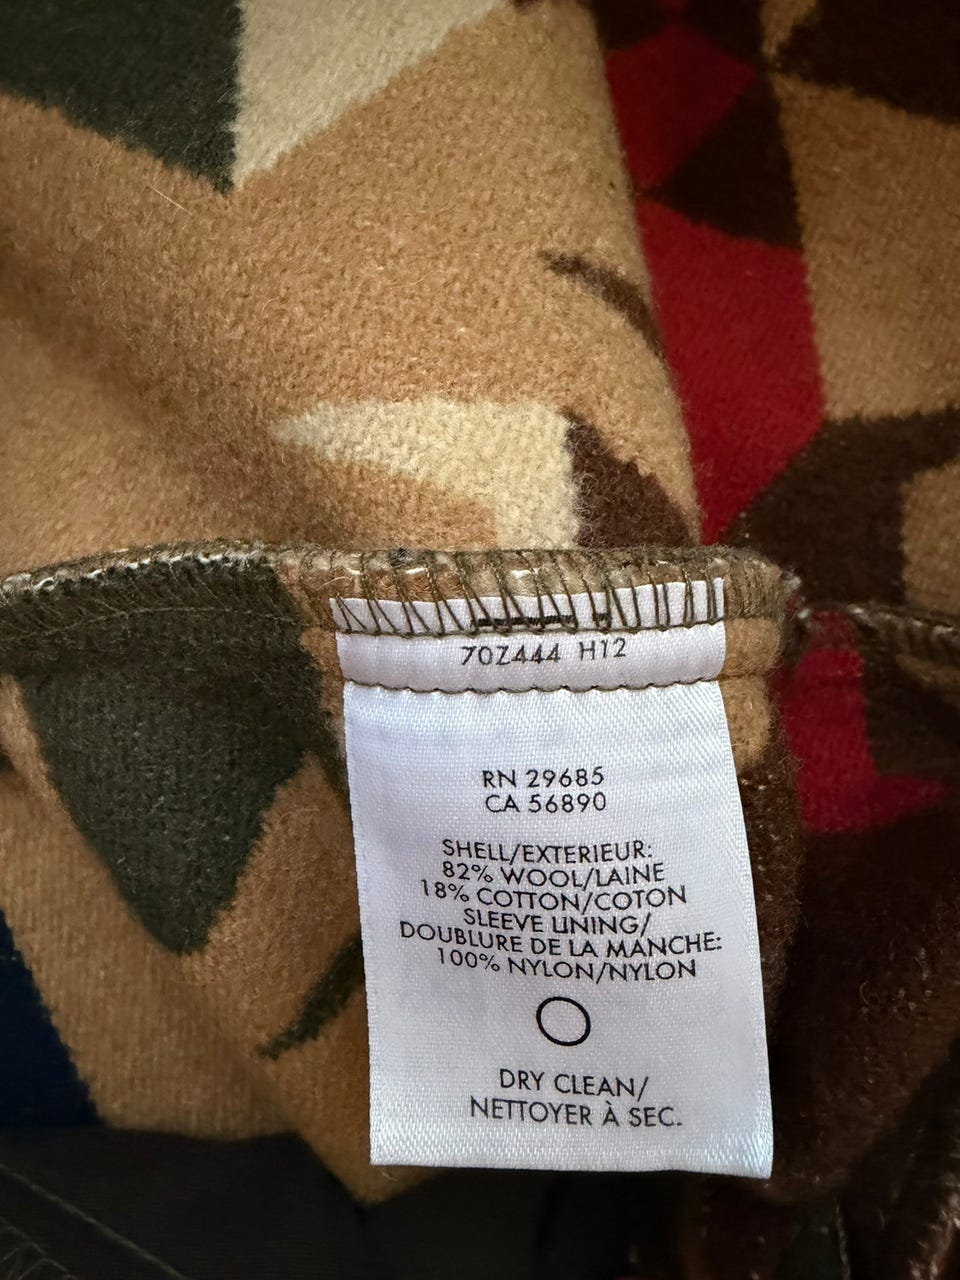 70Z444 H12
RN 29685
CA 56890
SHELL/EXTERIEUR:
82% WOOL/LAINE
18% COTTON/COTON
SLEEVE LINING/
DOUBLURE DE LA MANCHE:
100% NYLON/NYLON
DRY CLEAN/
NETTOYER À SEC.